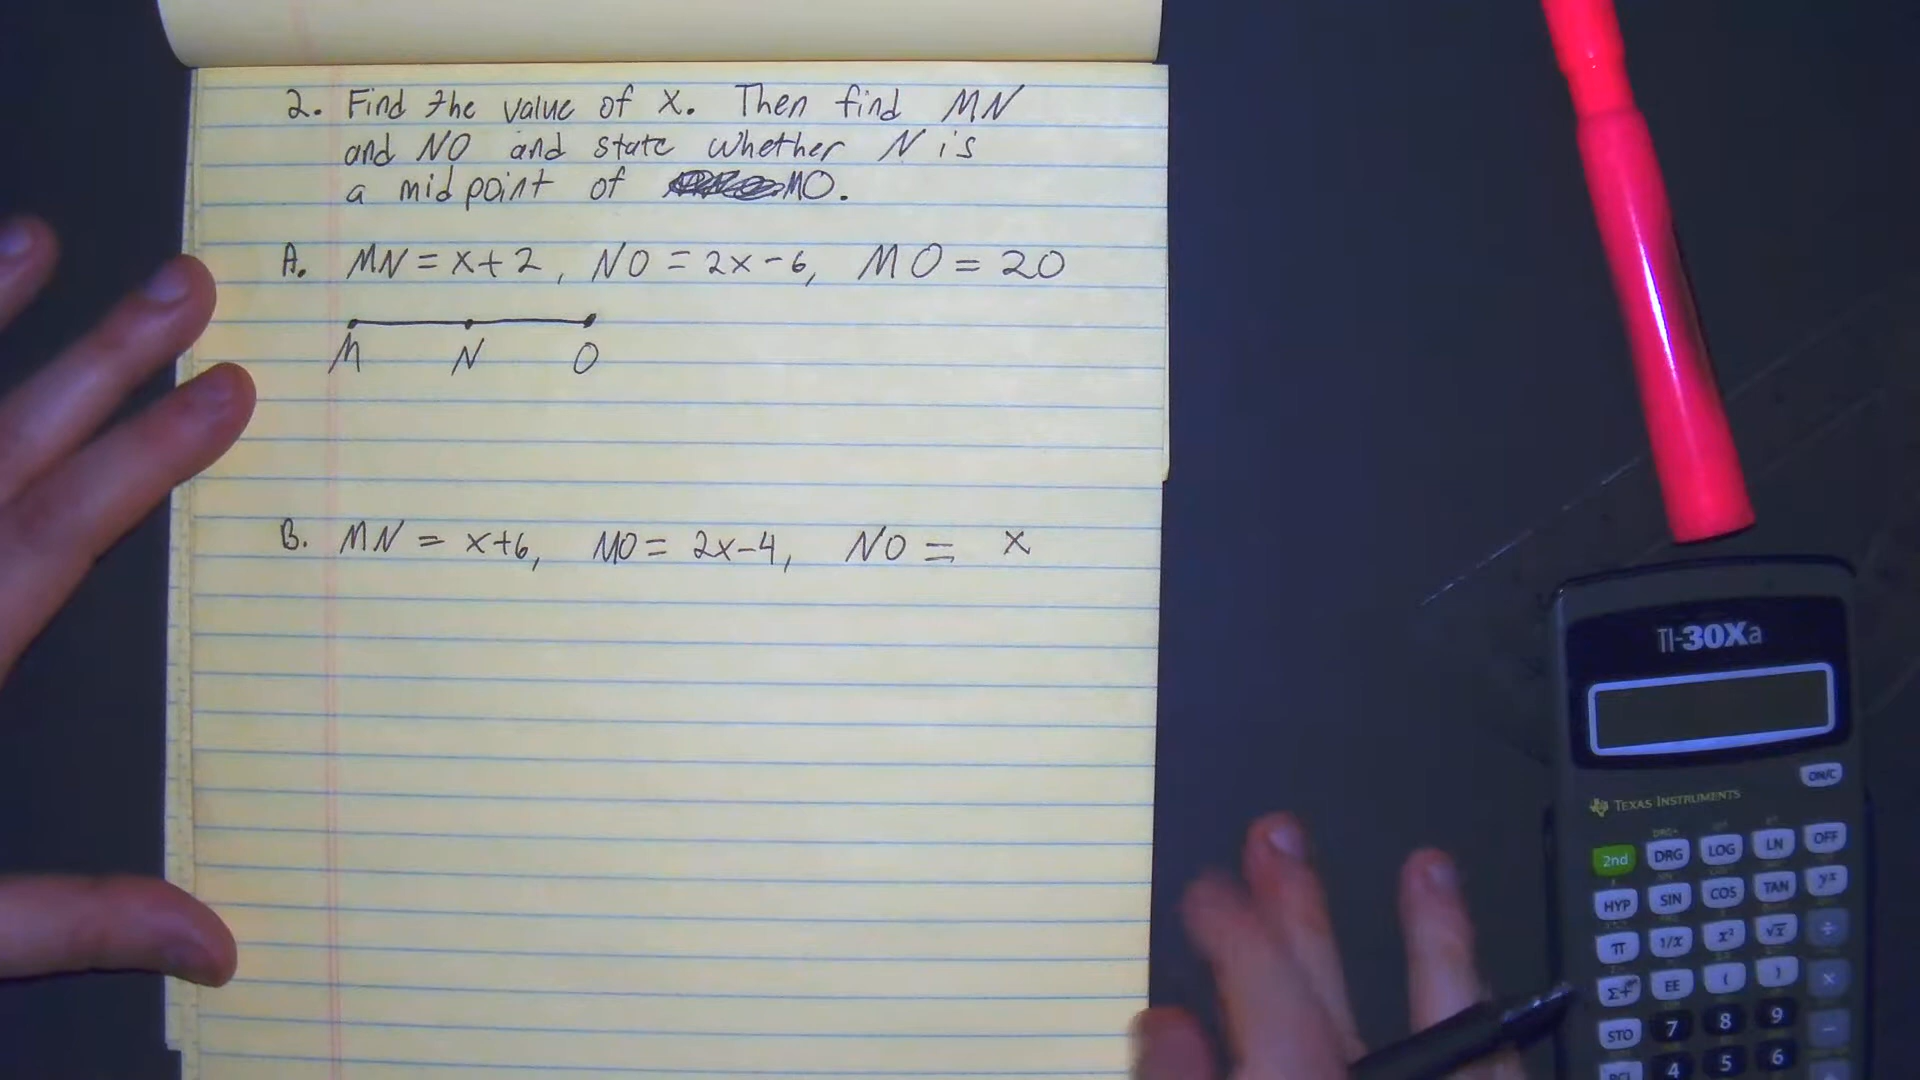 2. Find the value of x. Then find MN
and NO and state whether N is
a midpoint of MO.
A. MN = x+2, NO = 2x-6, MO = 20
M N O
B. MN = x+6, MO = 2x-4, NO = x
TI-30Xa
ON/C
TEXAS INSTRUMENTS
2nd DRG LOG LN OFF
HYP SIN COS TAN yx
π 1/x x² √x ÷
Σ+ EE ( ) ×
STO 7 8 9 −
RCL 4 5 6